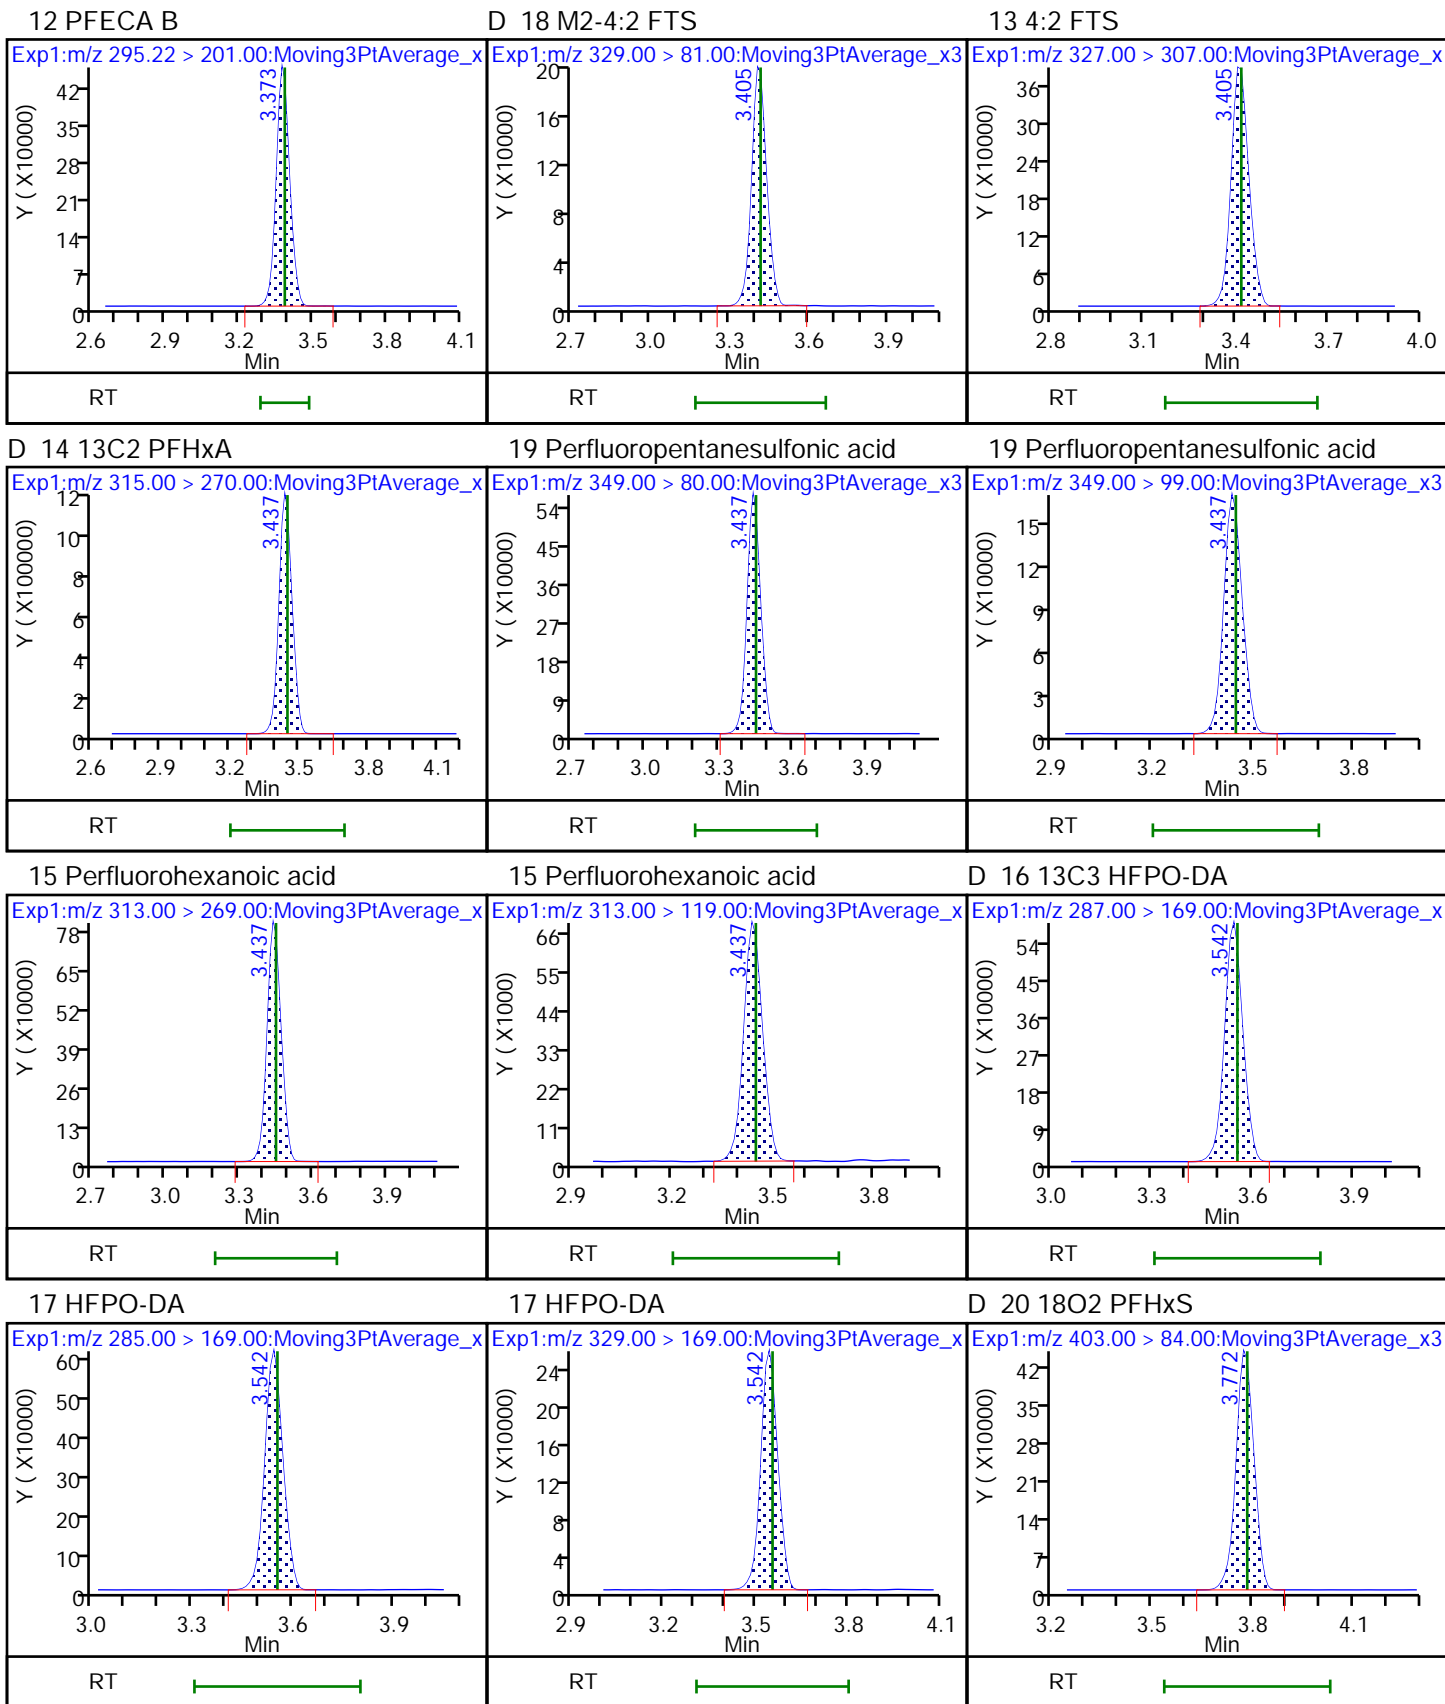 12 PFECA B
Exp1:m/z 295.22 > 201.00:Moving3PtAverage_x
Y ( X10000)
42
35
28
21
14
7
0
3.373
2.6 2.9 3.2 3.5 3.8 4.1
Min
RT
D 18 M2-4:2 FTS
Exp1:m/z 329.00 > 81.00:Moving3PtAverage_x3
Y ( X10000)
20
16
12
8
4
0
3.405
2.7 3.0 3.3 3.6 3.9
Min
RT
13 4:2 FTS
Exp1:m/z 327.00 > 307.00:Moving3PtAverage_x
Y ( X10000)
36
30
24
18
12
6
0
3.405
2.8 3.1 3.4 3.7 4.0
Min
RT
D 14 13C2 PFHxA
Exp1:m/z 315.00 > 270.00:Moving3PtAverage_x
Y ( X100000)
12
10
8
6
4
2
0
3.437
2.6 2.9 3.2 3.5 3.8 4.1
Min
RT
19 Perfluoropentanesulfonic acid
Exp1:m/z 349.00 > 80.00:Moving3PtAverage_x3
Y ( X10000)
54
45
36
27
18
9
0
3.437
2.7 3.0 3.3 3.6 3.9
Min
RT
19 Perfluoropentanesulfonic acid
Exp1:m/z 349.00 > 99.00:Moving3PtAverage_x3
Y ( X10000)
15
12
9
6
3
0
3.437
2.9 3.2 3.5 3.8
Min
RT
15 Perfluorohexanoic acid
Exp1:m/z 313.00 > 269.00:Moving3PtAverage_x
Y ( X10000)
78
65
52
39
26
13
0
3.437
2.7 3.0 3.3 3.6 3.9
Min
RT
15 Perfluorohexanoic acid
Exp1:m/z 313.00 > 119.00:Moving3PtAverage_x
Y ( X1000)
66
55
44
33
22
11
0
3.437
2.9 3.2 3.5 3.8
Min
RT
D 16 13C3 HFPO-DA
Exp1:m/z 287.00 > 169.00:Moving3PtAverage_x
Y ( X10000)
54
45
36
27
18
9
0
3.542
3.0 3.3 3.6 3.9
Min
RT
17 HFPO-DA
Exp1:m/z 285.00 > 169.00:Moving3PtAverage_x
Y ( X10000)
60
50
40
30
20
10
0
3.542
3.0 3.3 3.6 3.9
Min
RT
17 HFPO-DA
Exp1:m/z 329.00 > 169.00:Moving3PtAverage_x
Y ( X10000)
24
20
16
12
8
4
0
3.542
2.9 3.2 3.5 3.8 4.1
Min
RT
D 20 18O2 PFHxS
Exp1:m/z 403.00 > 84.00:Moving3PtAverage_x3
Y ( X10000)
42
35
28
21
14
7
0
3.772
3.2 3.5 3.8 4.1
Min
RT